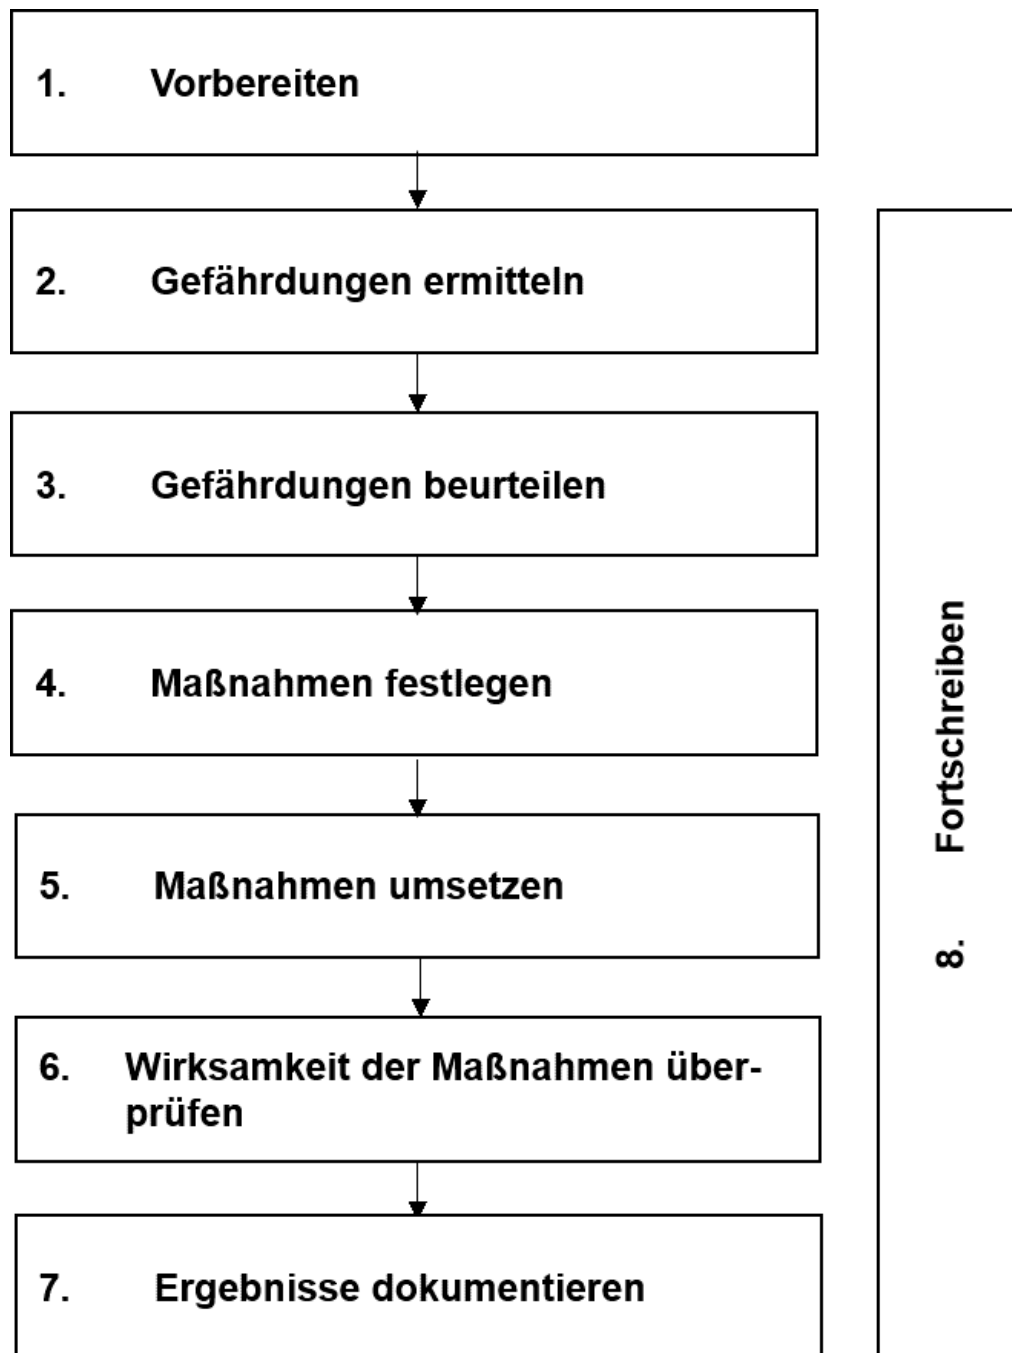 1. Vorbereiten
2. Gefährdungen ermitteln
3. Gefährdungen beurteilen
4. Maßnahmen festlegen
5. Maßnahmen umsetzen
6. Wirksamkeit der Maßnahmen über-
prüfen
7. Ergebnisse dokumentieren
8. Fortschreiben